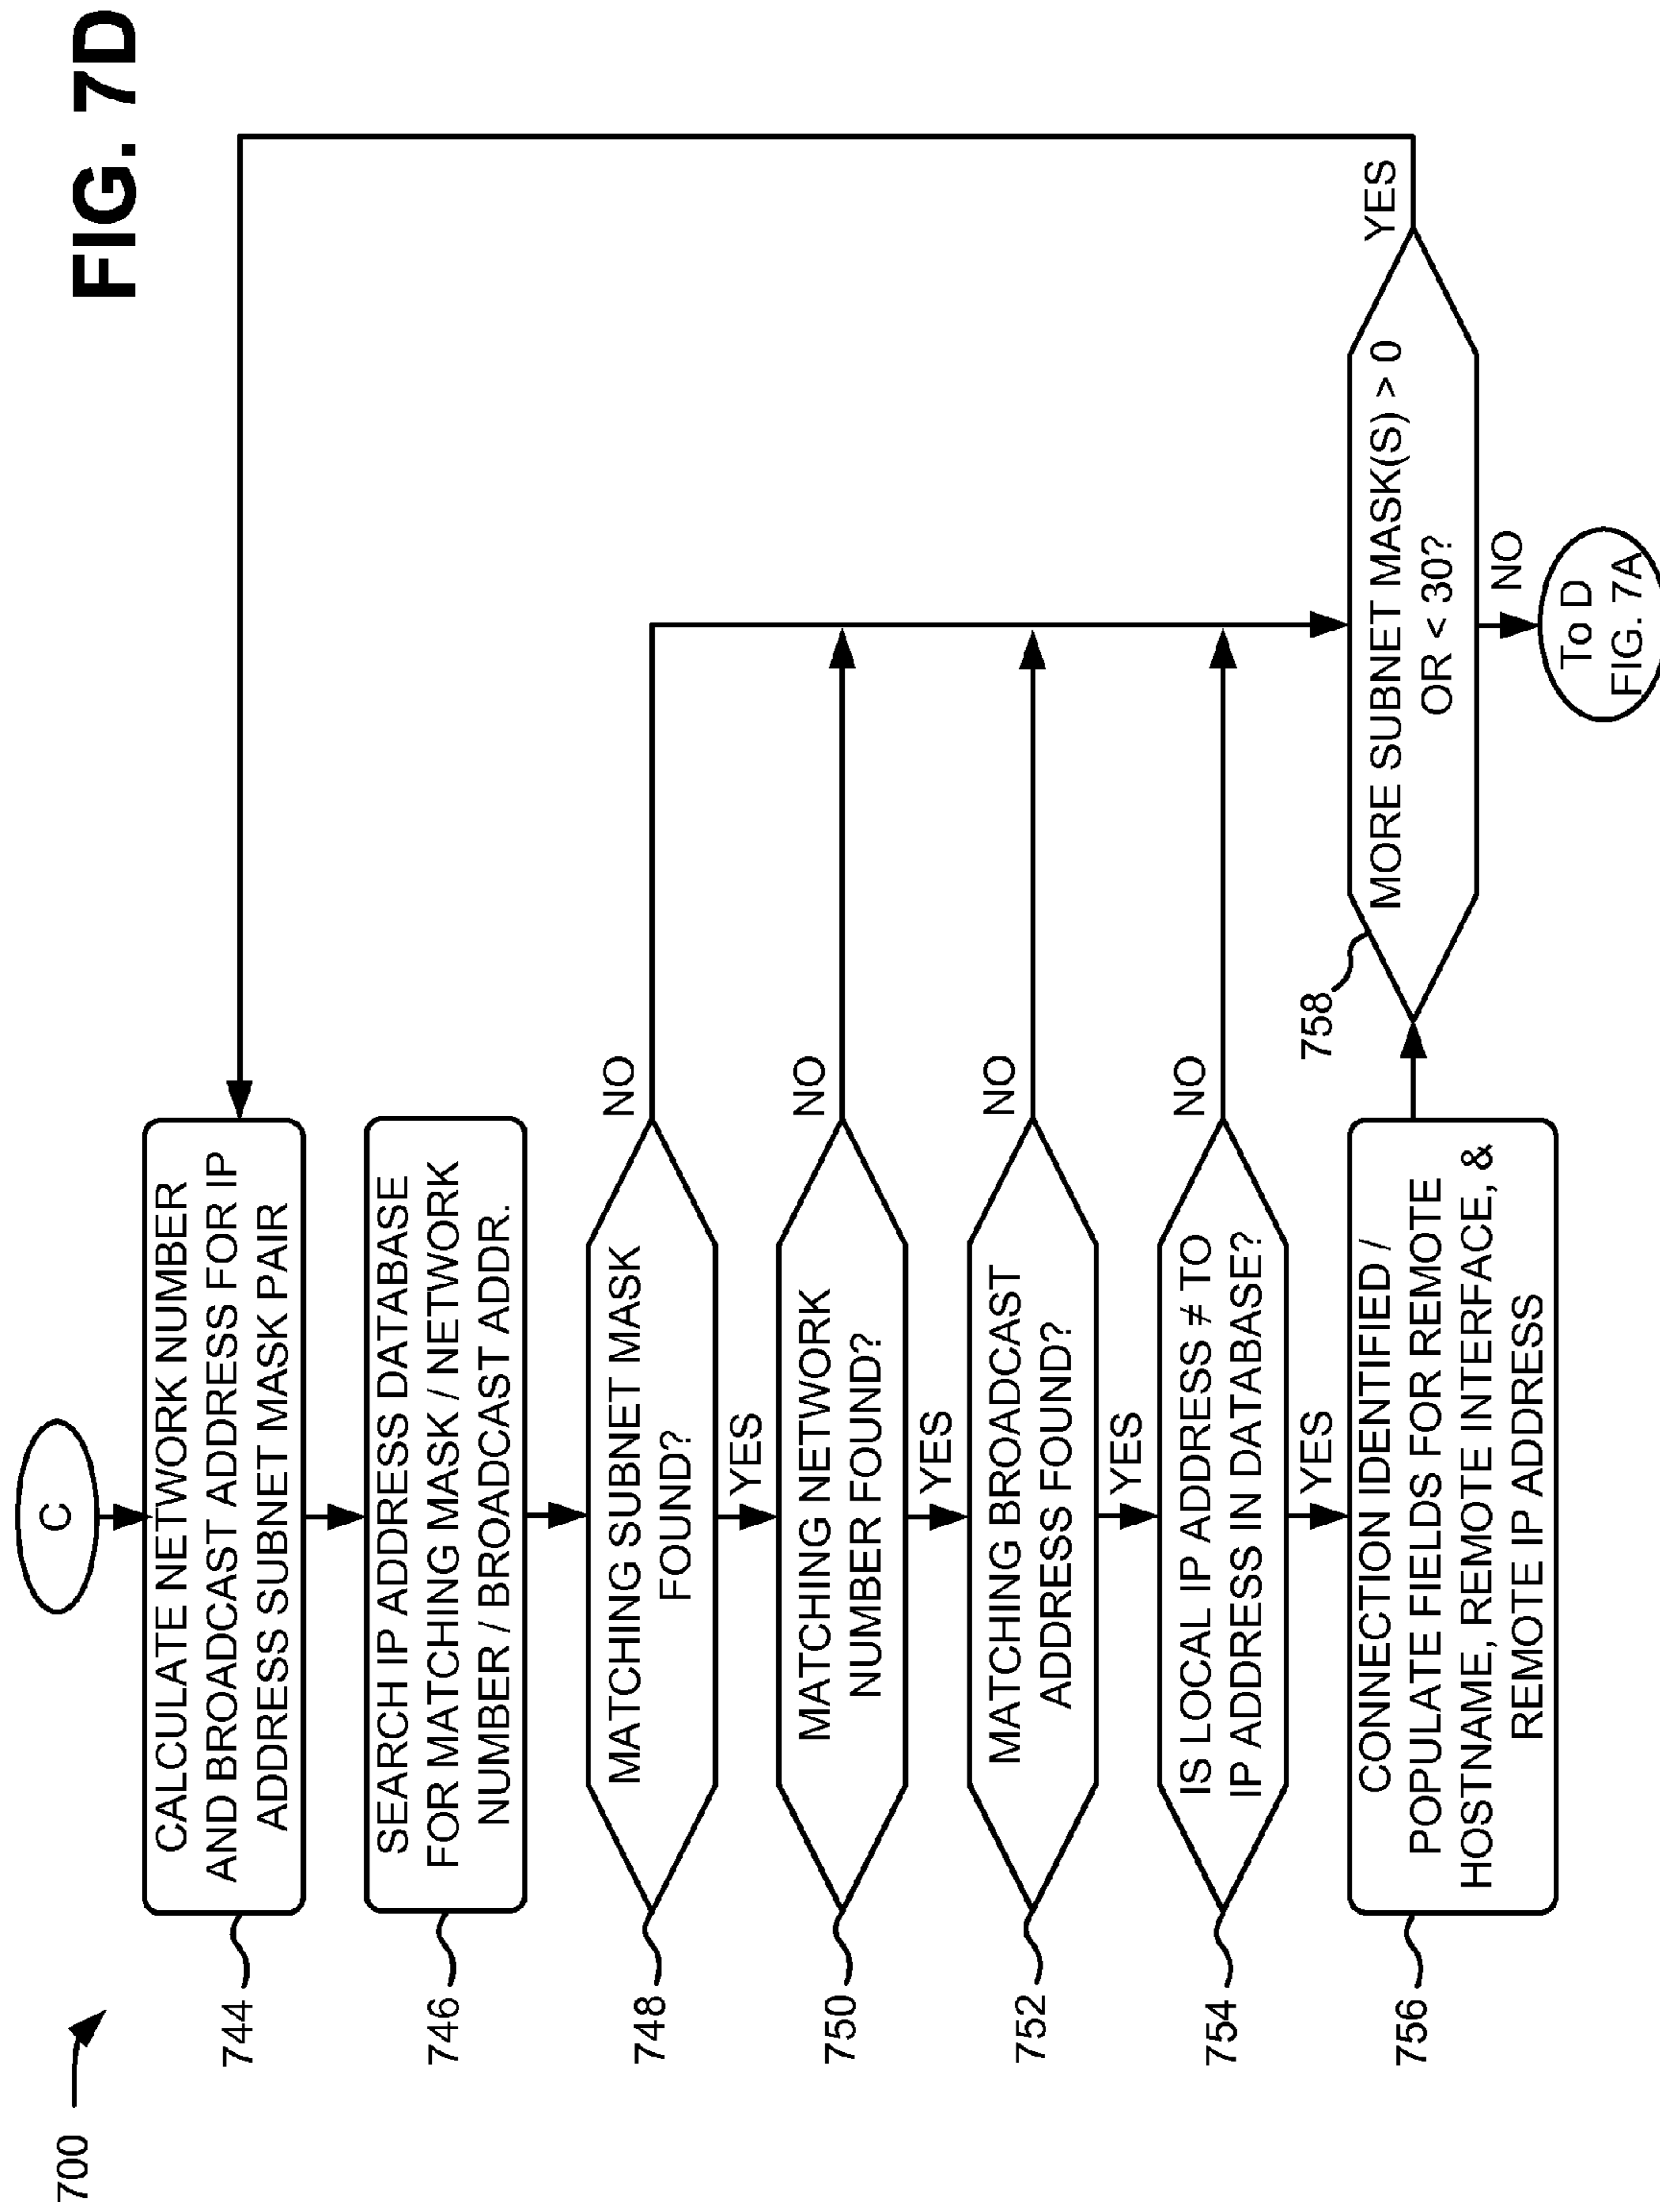 FIG. 7D
700
C
744
CALCULATE NETWORK NUMBER
AND BROADCAST ADDRESS FOR IP
ADDRESS SUBNET MASK PAIR
746
SEARCH IP ADDRESS DATABASE
FOR MATCHING MASK / NETWORK
NUMBER / BROADCAST ADDR.
748
MATCHING SUBNET MASK
FOUND?
NO
YES
750
MATCHING NETWORK
NUMBER FOUND?
NO
YES
752
MATCHING BROADCAST
ADDRESS FOUND?
NO
YES
754
IS LOCAL IP ADDRESS ≠ TO
IP ADDRESS IN DATABASE?
NO
YES
756
CONNECTION IDENTIFIED /
POPULATE FIELDS FOR REMOTE
HOSTNAME, REMOTE INTERFACE, &
REMOTE IP ADDRESS
758
MORE SUBNET MASK(S) > 0
OR < 30?
YES
NO
To D
FIG. 7A